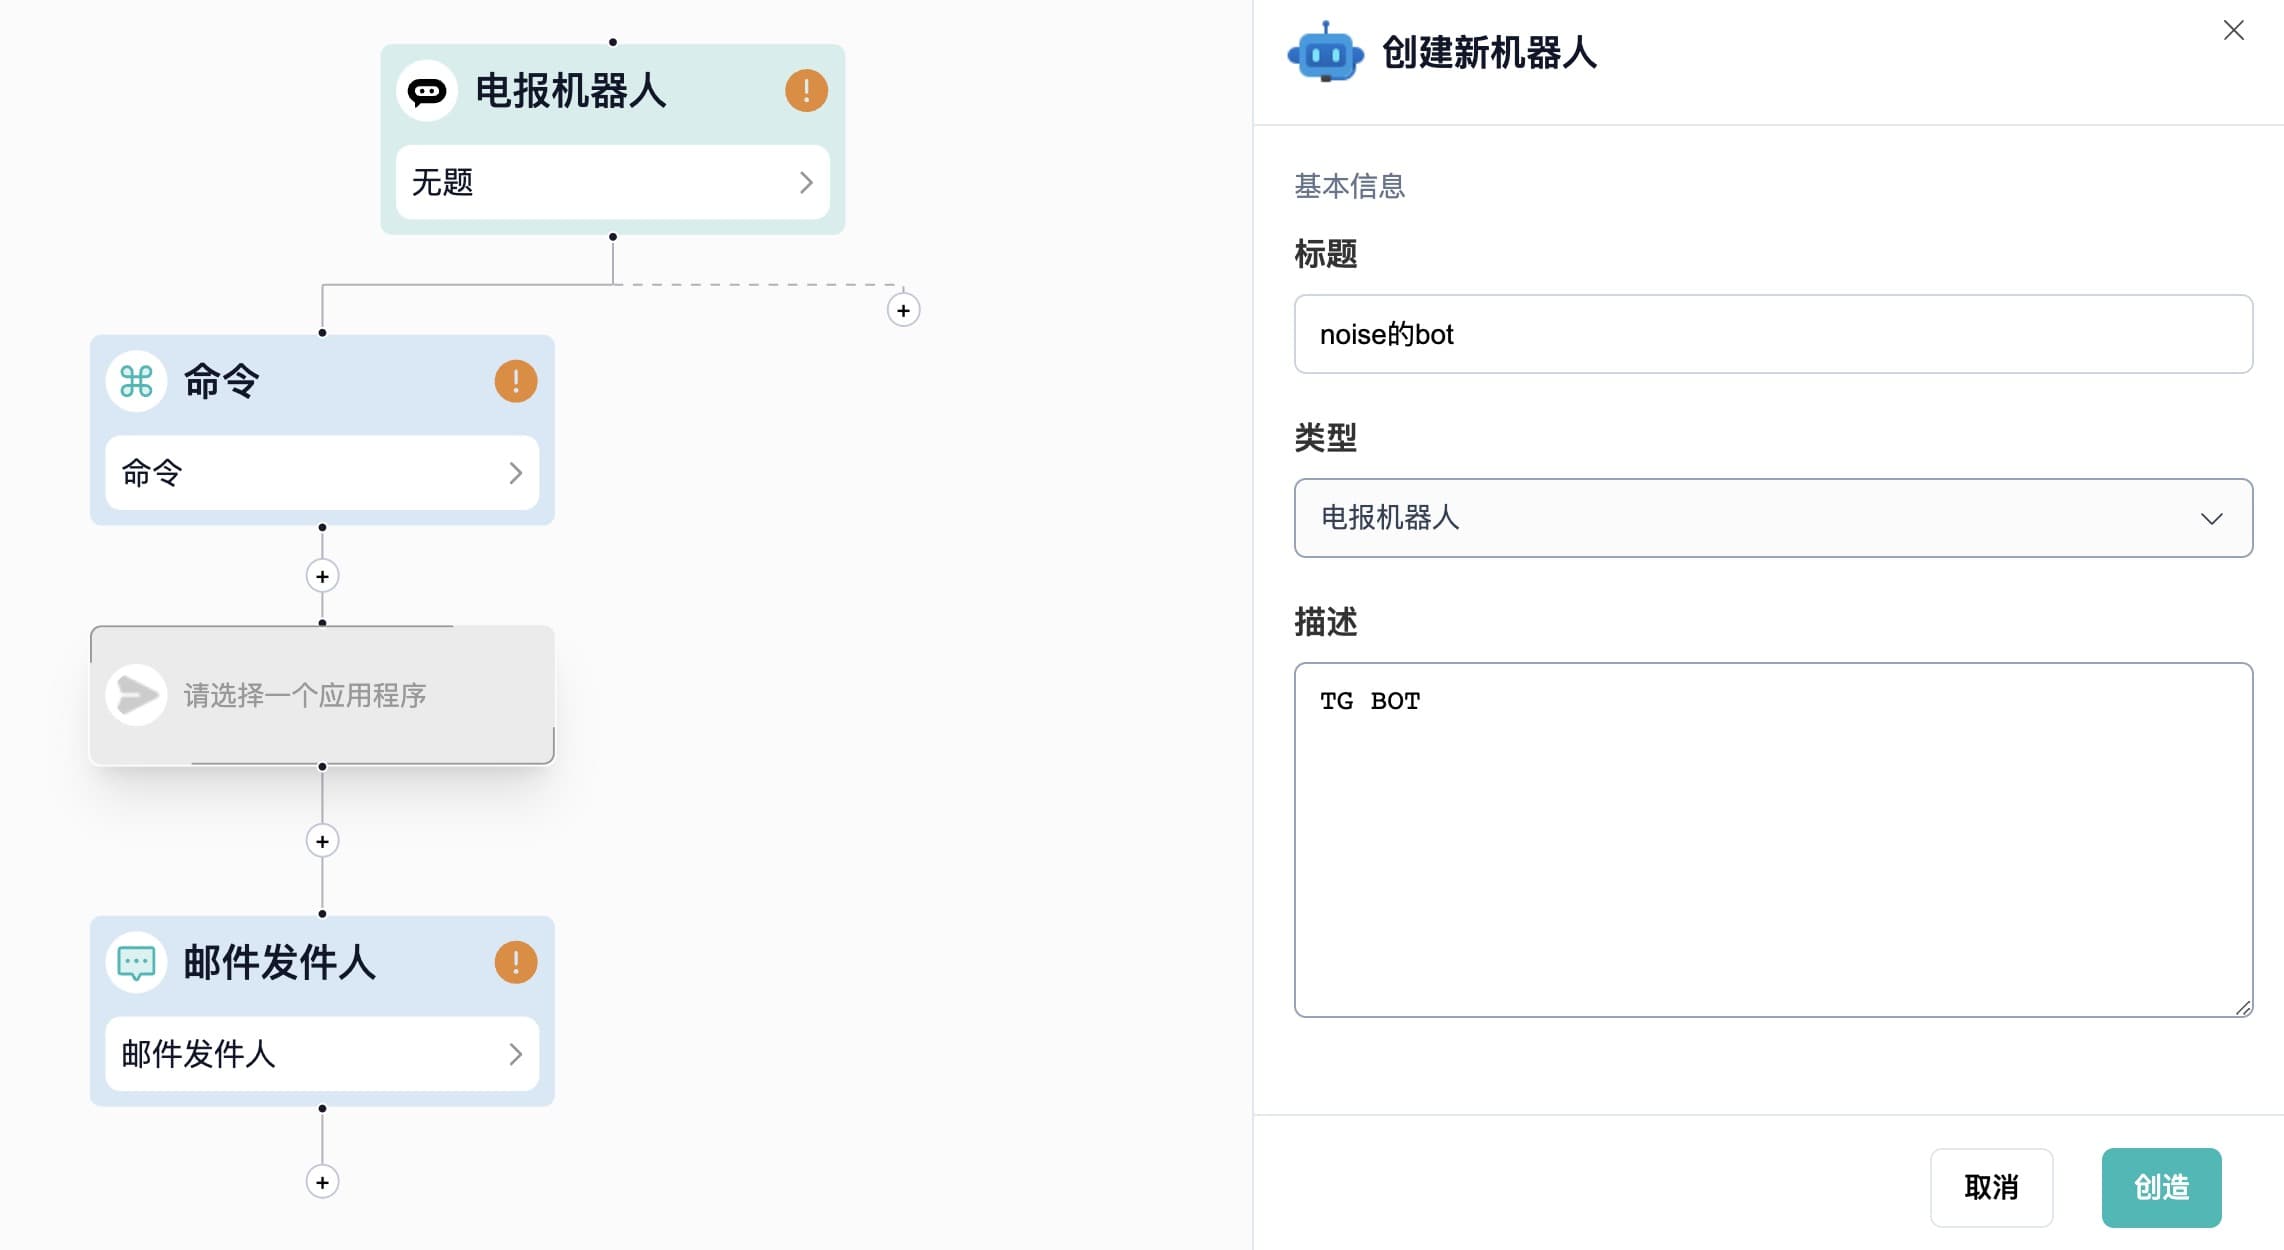 电报机器人
无题
命令
命令
请选择一个应用程序
邮件发件人
邮件发件人
创建新机器人
基本信息
标题
noise的bot
类型
电报机器人
描述
TG BOT
取消
创造